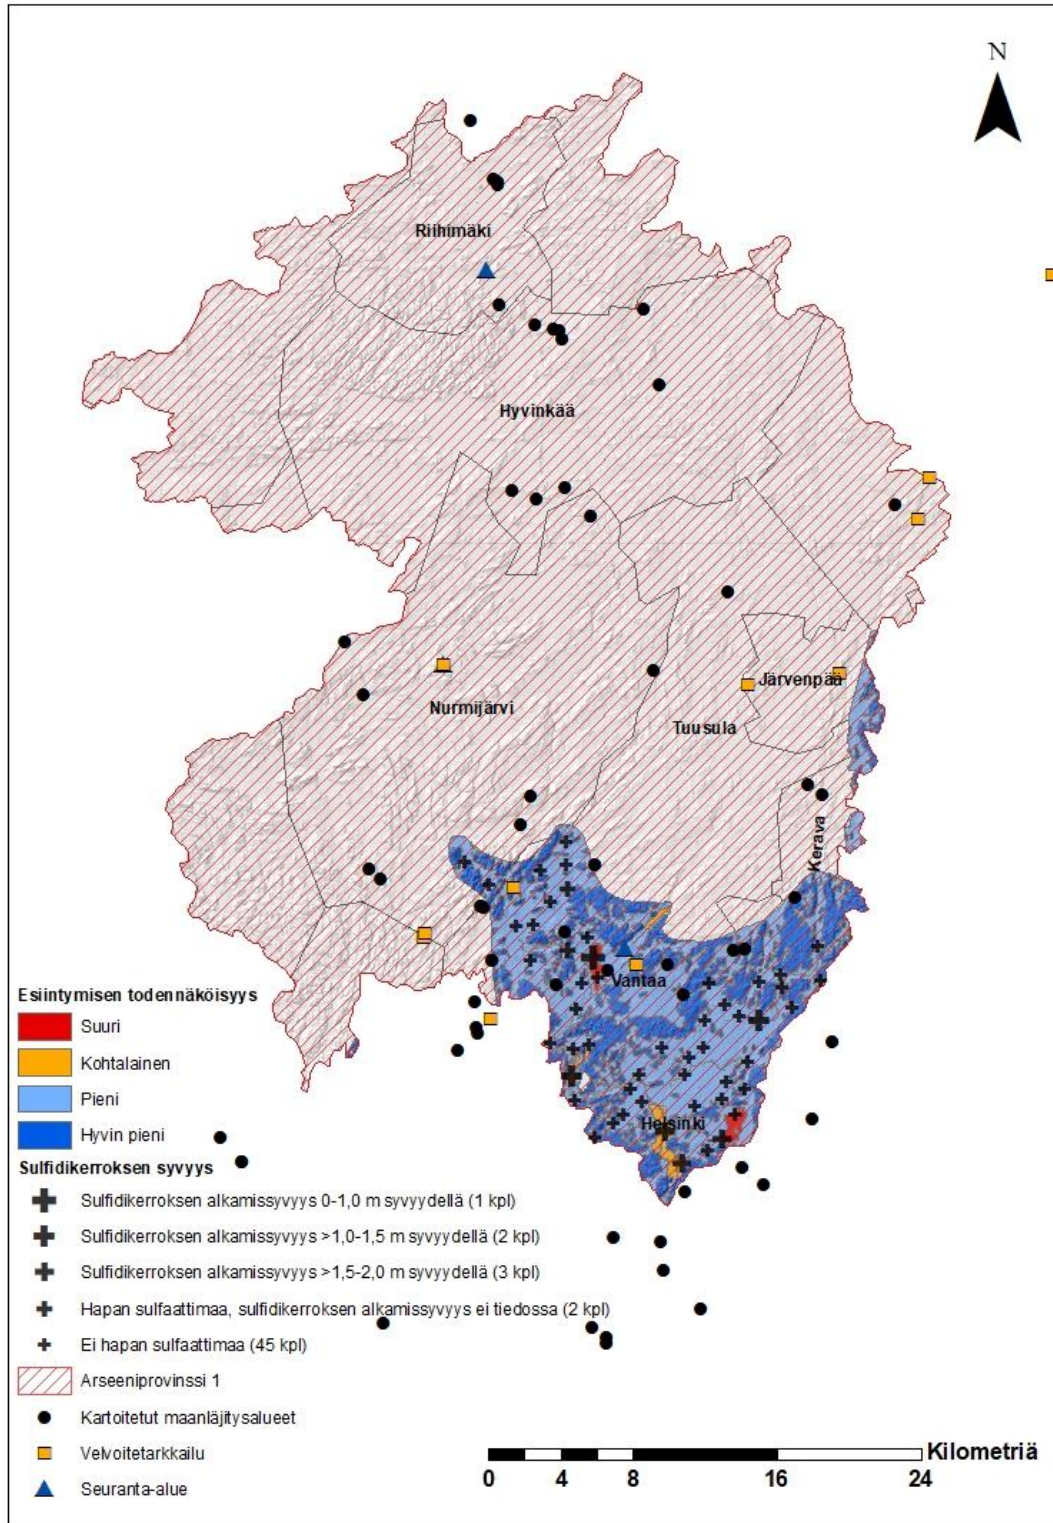 N
Riihimäki
Hyvinkää
Järvenpää
Nurmijärvi
Tuusula
Kerava
Vantaa
Helsinki
Esiintymisen todennäköisyys
Suuri
Kohtalainen
Pieni
Hyvin pieni
Sulfidikerroksen syvyys
Sulfidikerroksen alkamissyvyys 0-1,0 m syvyydellä (1 kpl)
Sulfidikerroksen alkamissyvyys >1,0-1,5 m syvyydellä (2 kpl)
Sulfidikerroksen alkamissyvyys >1,5-2,0 m syvyydellä (3 kpl)
Hapan sulfaattimaa, sulfidikerroksen alkamissyvyys ei tiedossa (2 kpl)
Ei hapan sulfaattimaa (45 kpl)
Arseeniprovinssi 1
Kartoitetut maanläjitysalueet
Velvoitetarkkailu
Seuranta-alue
Kilometriä
0 4 8 16 24